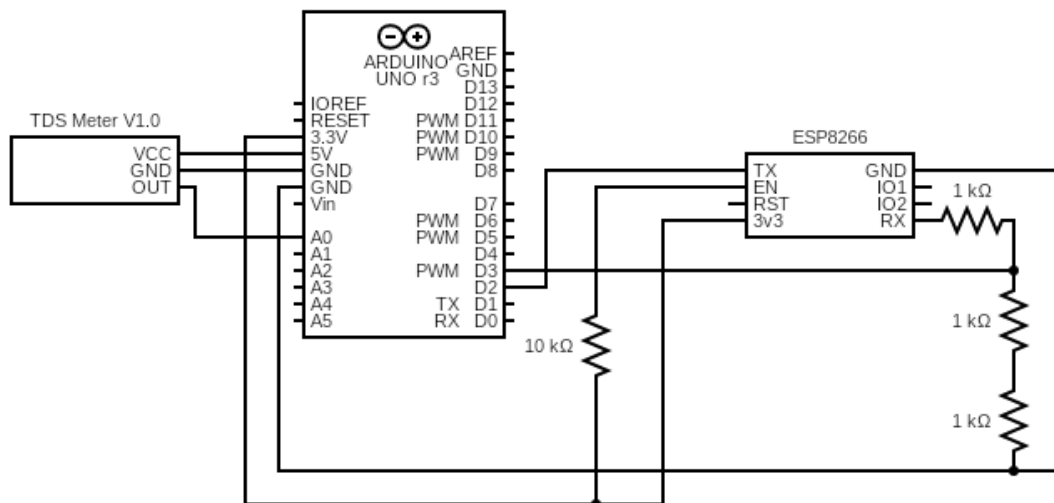 ARDUINO
UNO r3
AREF
GND
D13
D12
PWM D11
PWM D10
PWM D9
D8
D7
PWM D6
PWM D5
D4
PWM D3
D2
TX D1
RX D0
IOREF
RESET
3.3V
5V
GND
GND
Vin
A0
A1
A2
A3
A4
A5
TDS Meter V1.0
VCC
GND
OUT
ESP8266
TX
EN
RST
3v3
GND
IO1
IO2
RX
1 kΩ
1 kΩ
1 kΩ
10 kΩ